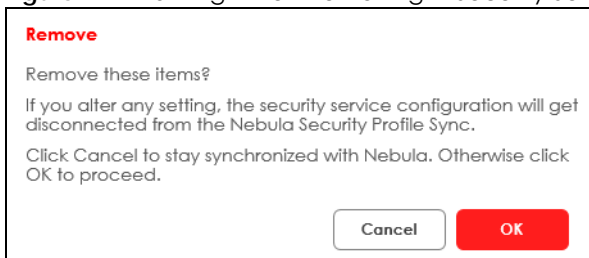 Remove
Remove these items?
If you alter any setting, the security service configuration will get
disconnected from the Nebula Security Profile Sync.
Click Cancel to stay synchronized with Nebula. Otherwise click
OK to proceed.
Cancel OK